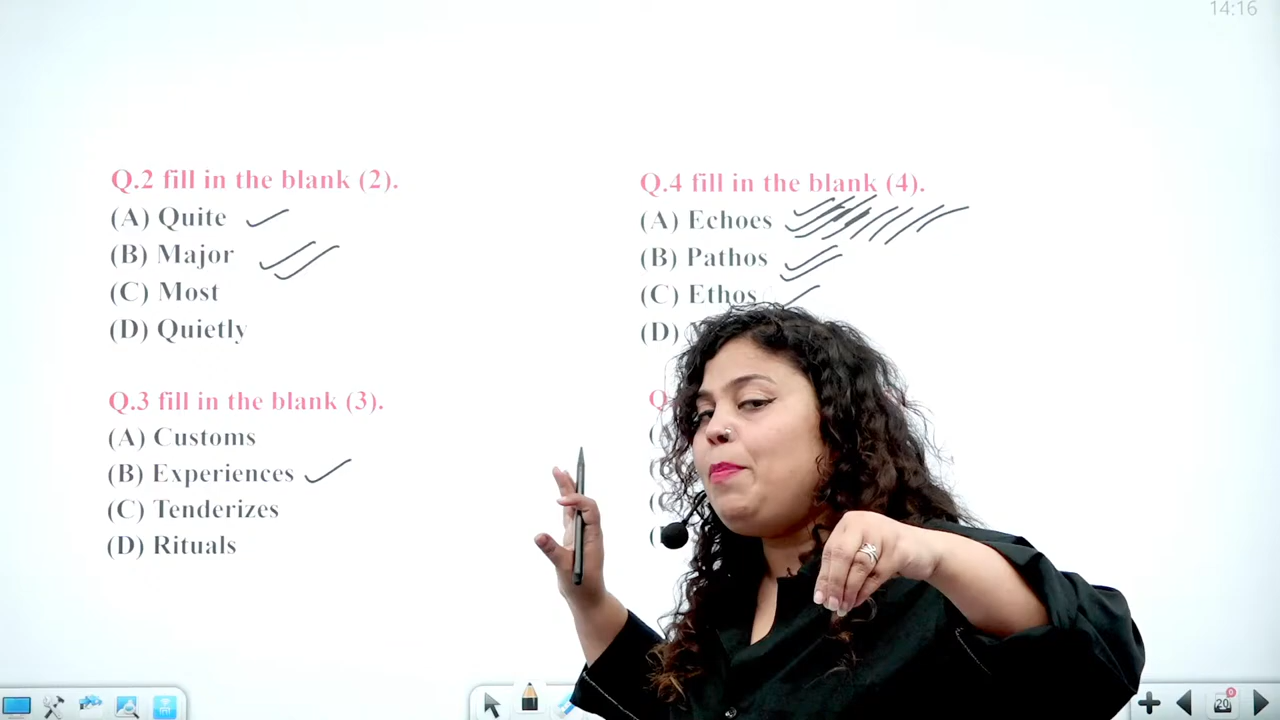 14:16
Q.2 fill in the blank (2).
(A) Quite
(B) Major
(C) Most
(D) Quietly
Q.3 fill in the blank (3).
(A) Customs
(B) Experiences
(C) Tenderizes
(D) Rituals
Q.4 fill in the blank (4).
(A) Echoes
(B) Pathos
(C) Ethos
(D)
20